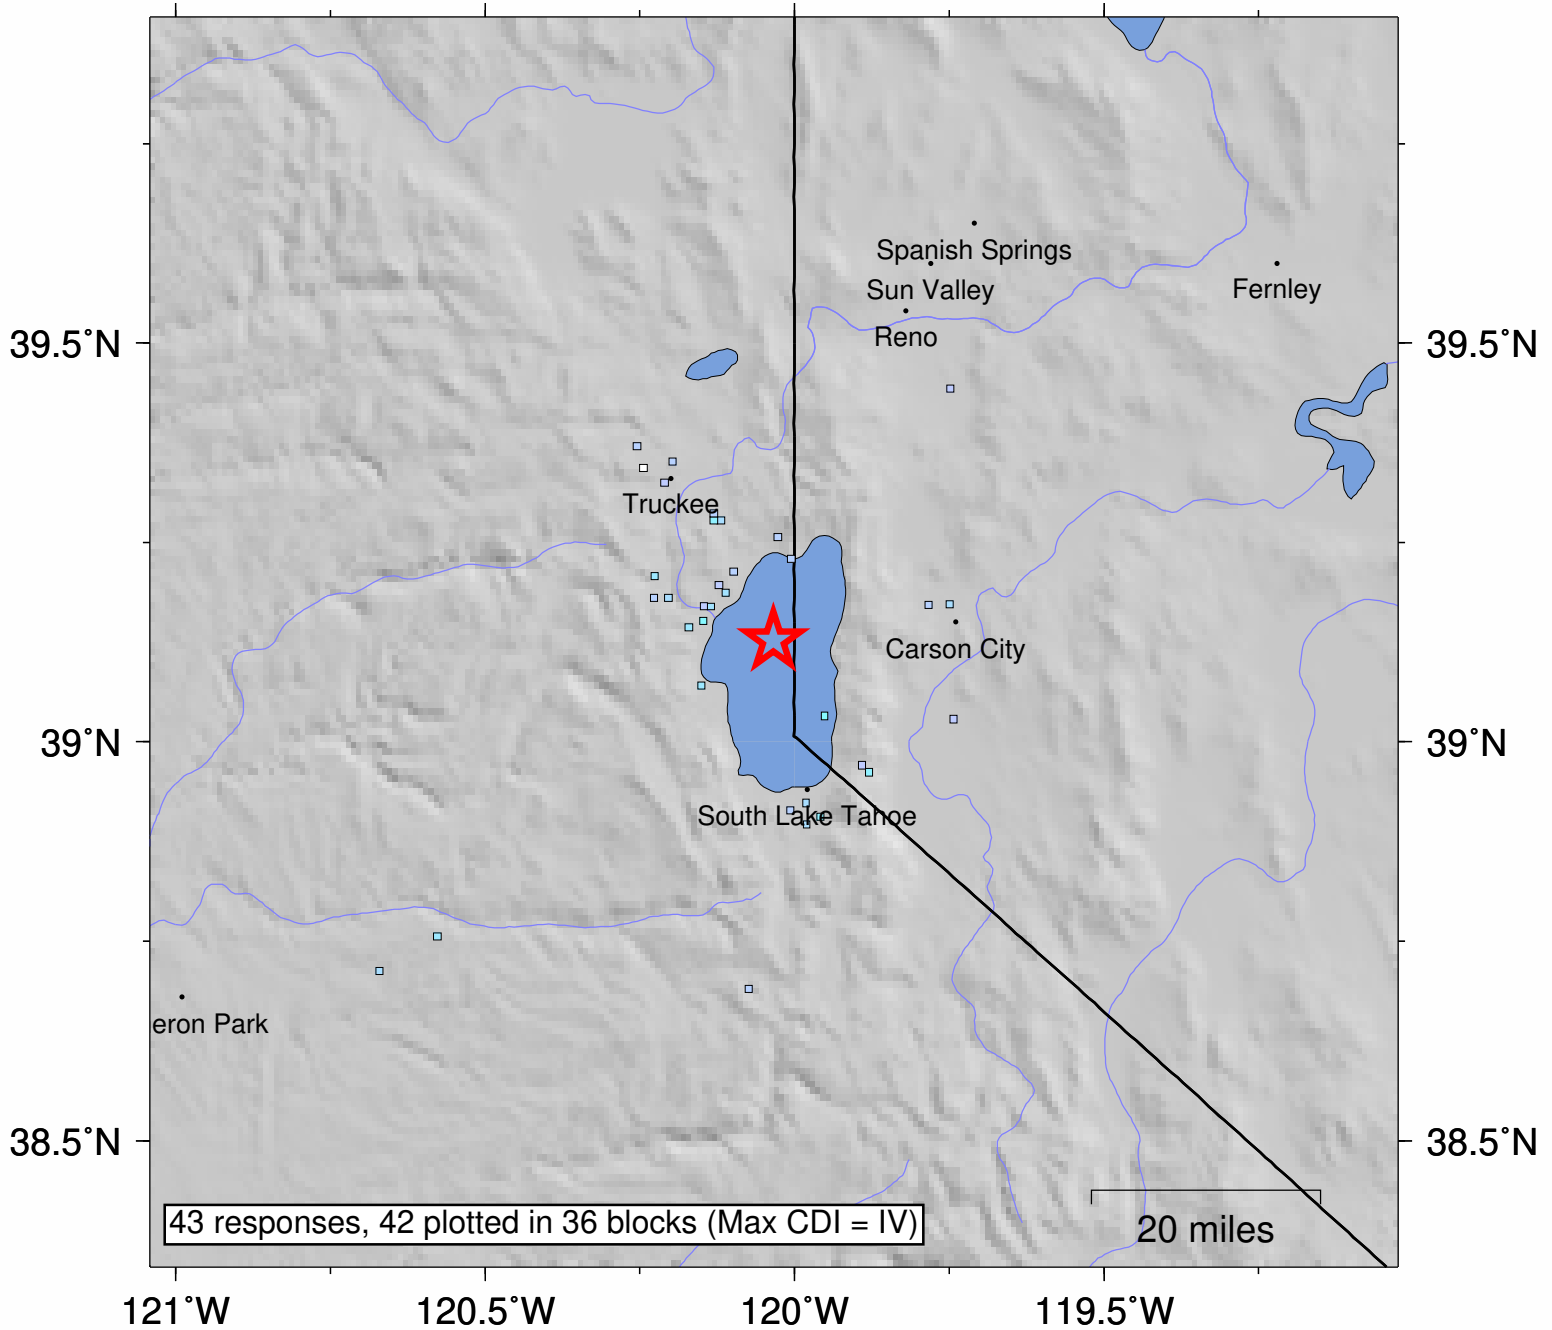 Spanish Springs
Sun Valley
Fernley
Reno
39.5˚N
39.5˚N
Truckee
Carson City
39˚N
39˚N
South Lake Tahoe
eron Park
38.5˚N
38.5˚N
43 responses, 42 plotted in 36 blocks (Max CDI = IV)
20 miles
121˚W
120.5˚W
120˚W
119.5˚W